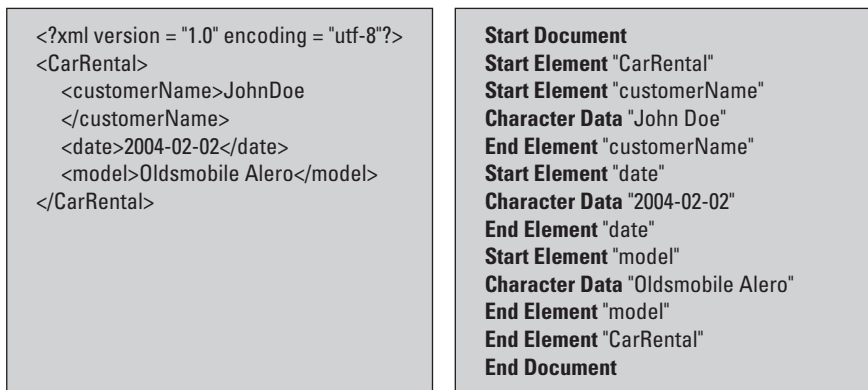 <?xml version = "1.0" encoding = "utf-8"?>
<CarRental>
<customerName>JohnDoe
</customerName>
<date>2004-02-02</date>
<model>Oldsmobile Alero</model>
</CarRental>
Start Document
Start Element "CarRental"
Start Element "customerName"
Character Data "John Doe"
End Element "customerName"
Start Element "date"
Character Data "2004-02-02"
End Element "date"
Start Element "model"
Character Data "Oldsmobile Alero"
End Element "model"
End Element "CarRental"
End Document